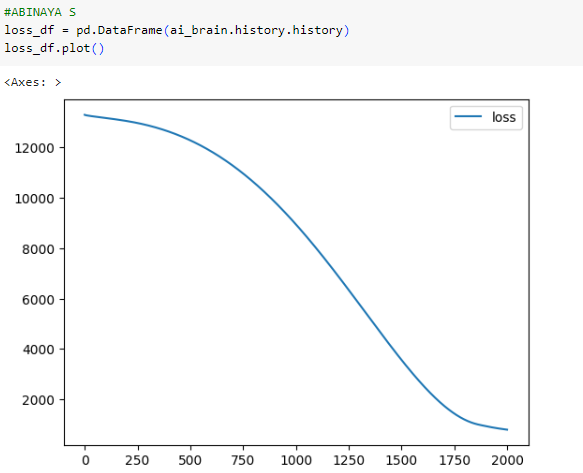 #ABINAYA S
loss_df = pd.DataFrame(ai_brain.history.history)
loss_df.plot()
<Axes: >
loss
12000
10000
8000
6000
4000
2000
0 250 500 750 1000 1250 1500 1750 2000